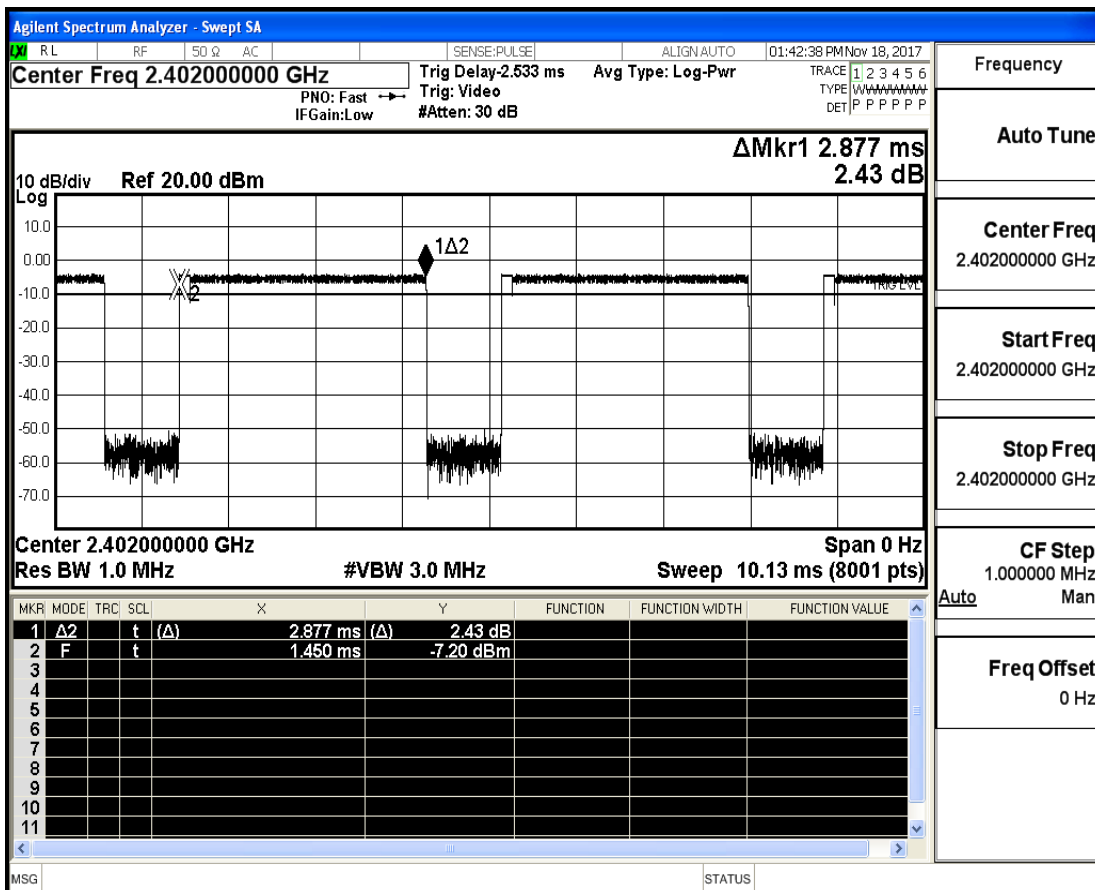 Agilent Spectrum Analyzer - Swept SA
LXI RL RF 50 Ω AC SENSE:PULSE ALIGN AUTO 01:42:38 PM Nov 18, 2017
Center Freq 2.402000000 GHz
PNO: Fast
IFGain:Low
Trig Delay-2.533 ms
Trig: Video
#Atten: 30 dB
Avg Type: Log-Pwr
TRACE 1 2 3 4 5 6
TYPE
DET P P P P P P
ΔMkr1 2.877 ms
2.43 dB
10 dB/div Ref 20.00 dBm
Log
10.0
0.00
-10.0
-20.0
-30.0
-40.0
-50.0
-60.0
-70.0
1Δ2
2
TRIG LVL
Center 2.402000000 GHz Span 0 Hz
Res BW 1.0 MHz #VBW 3.0 MHz Sweep 10.13 ms (8001 pts)
MKR MODE TRC SCL X Y FUNCTION FUNCTION WIDTH FUNCTION VALUE
1 Δ2 t (Δ) 2.877 ms (Δ) 2.43 dB
2 F t 1.450 ms -7.20 dBm
3
4
5
6
7
8
9
10
11
MSG STATUS
Frequency
Auto Tune
Center Freq
2.402000000 GHz
Start Freq
2.402000000 GHz
Stop Freq
2.402000000 GHz
CF Step
1.000000 MHz
Auto Man
Freq Offset
0 Hz